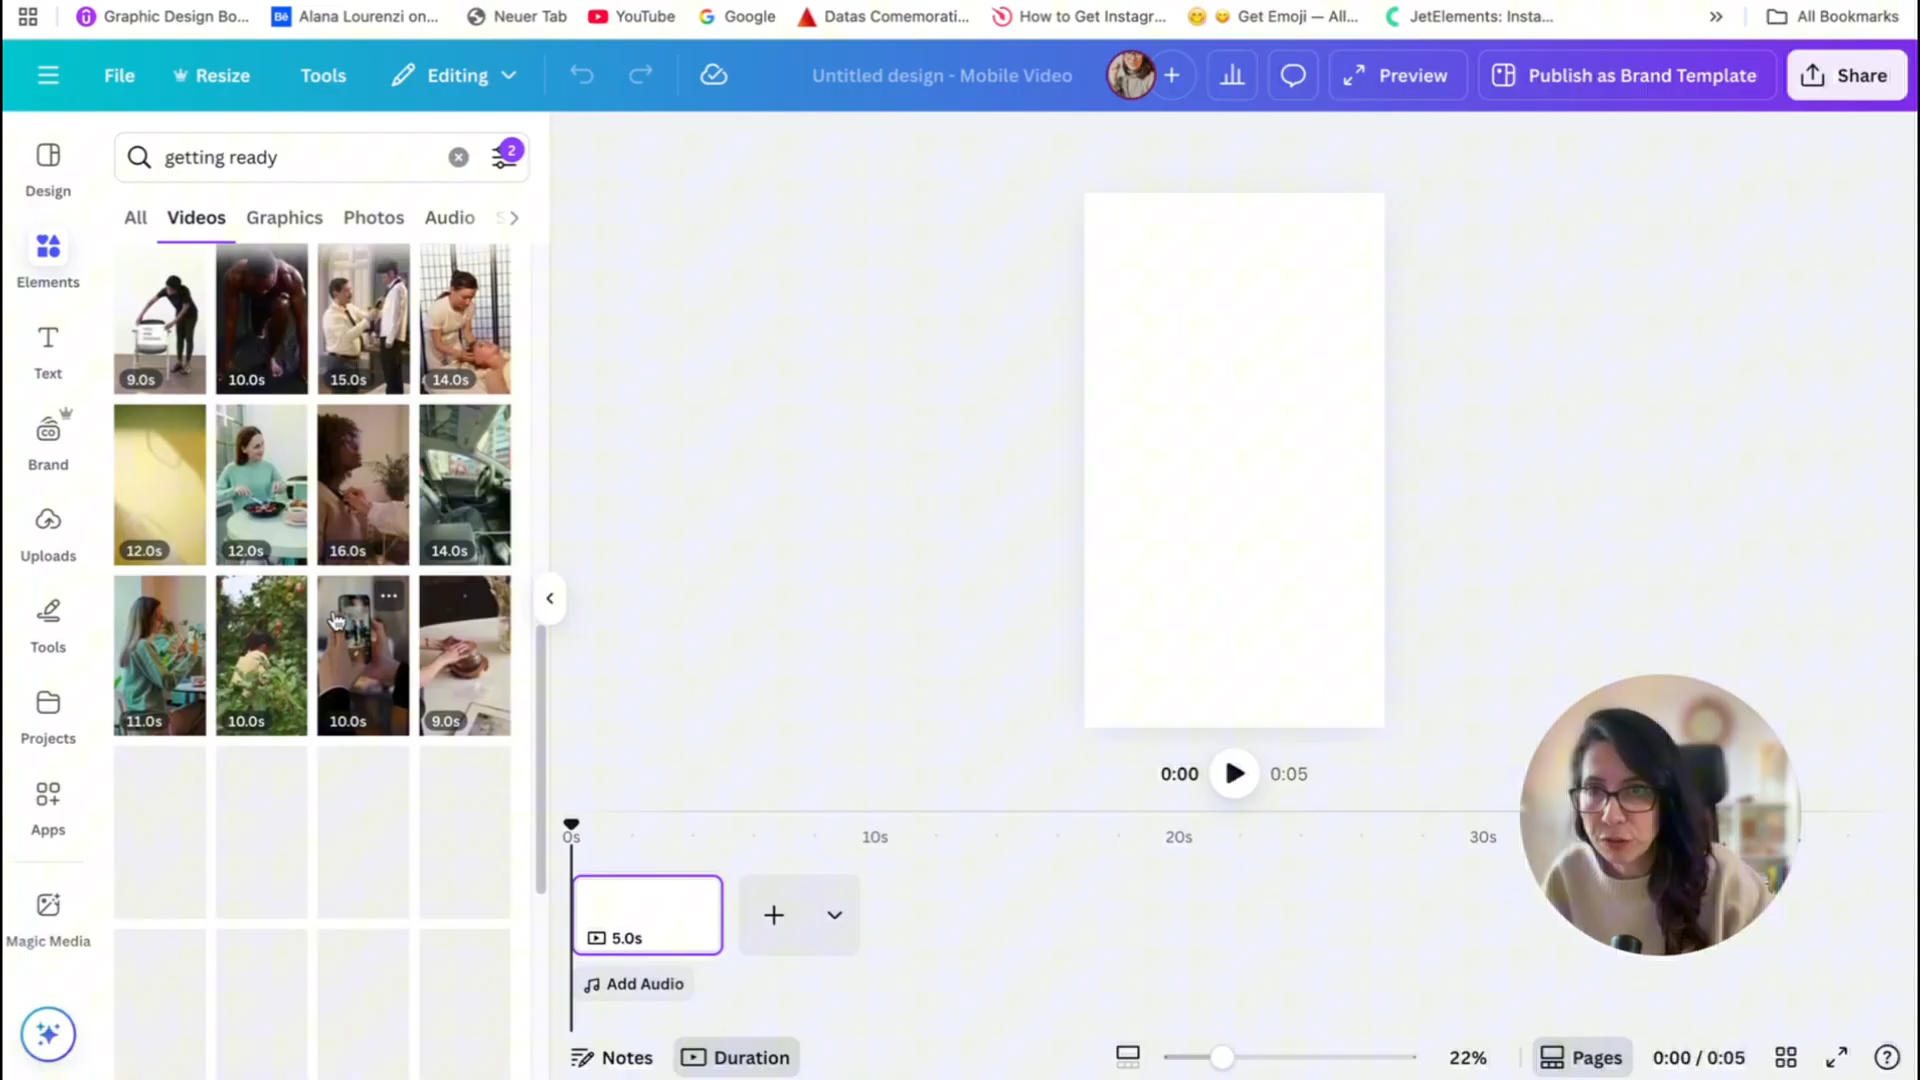 Graphic Design Bo...
Bē Alana Lourenzi on...
Neuer Tab
YouTube
Google
Datas Comemorati...
How to Get Instagr...
Get Emoji — All...
JetElements: Insta...
All Bookmarks
File
Resize
Tools
Editing
Untitled design - Mobile Video
Preview
Publish as Brand Template
Share
Design
Elements
Text
Brand
Uploads
Tools
Projects
Apps
Magic Media
getting ready
2
All
Videos
Graphics
Photos
Audio
9.0s
10.0s
15.0s
14.0s
12.0s
12.0s
16.0s
14.0s
11.0s
10.0s
10.0s
9.0s
0:00
0:05
0s
10s
20s
30s
5.0s
Add Audio
Notes
Duration
22%
Pages
0:00 / 0:05